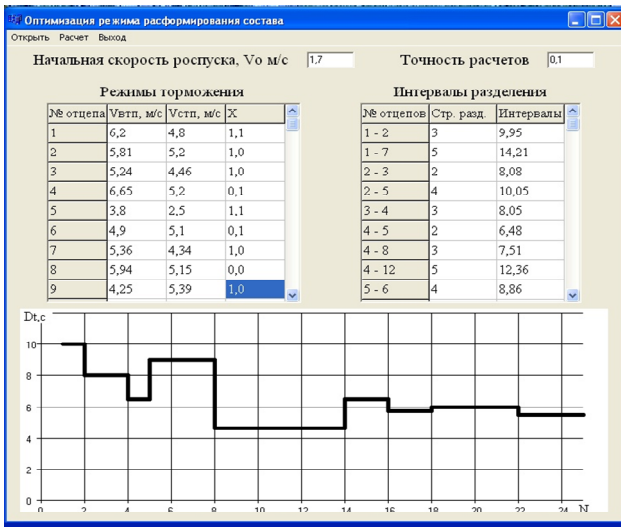 Оптимизация режима расформирования состава
Открыть Расчет Выход
Начальная скорость роспуска, Vo м/с 1,7 Точность расчетов 0,1
Режимы торможения Интервалы разделения
№ отцепа Vвтп, м/с Vстп, м/с X № отцепов Стр. разд. Интервалы
1 6,2 4,8 1,1 1 - 2 3 9,95
2 5,81 5,2 1,0 1 - 7 5 14,21
3 5,24 4,46 1,0 2 - 3 2 8,08
4 6,65 5,2 0,1 2 - 5 4 10,05
5 3,8 2,5 1,1 3 - 4 3 8,05
6 4,9 5,1 0,1 4 - 5 2 6,48
7 5,36 4,34 1,0 4 - 8 3 7,51
8 5,94 5,15 0,0 4 - 12 5 12,36
9 4,25 5,39 1,0 5 - 6 4 8,86
Dt,c
10
8
6
4
2
0
0 2 4 6 8 10 12 14 16 18 20 22 24 N